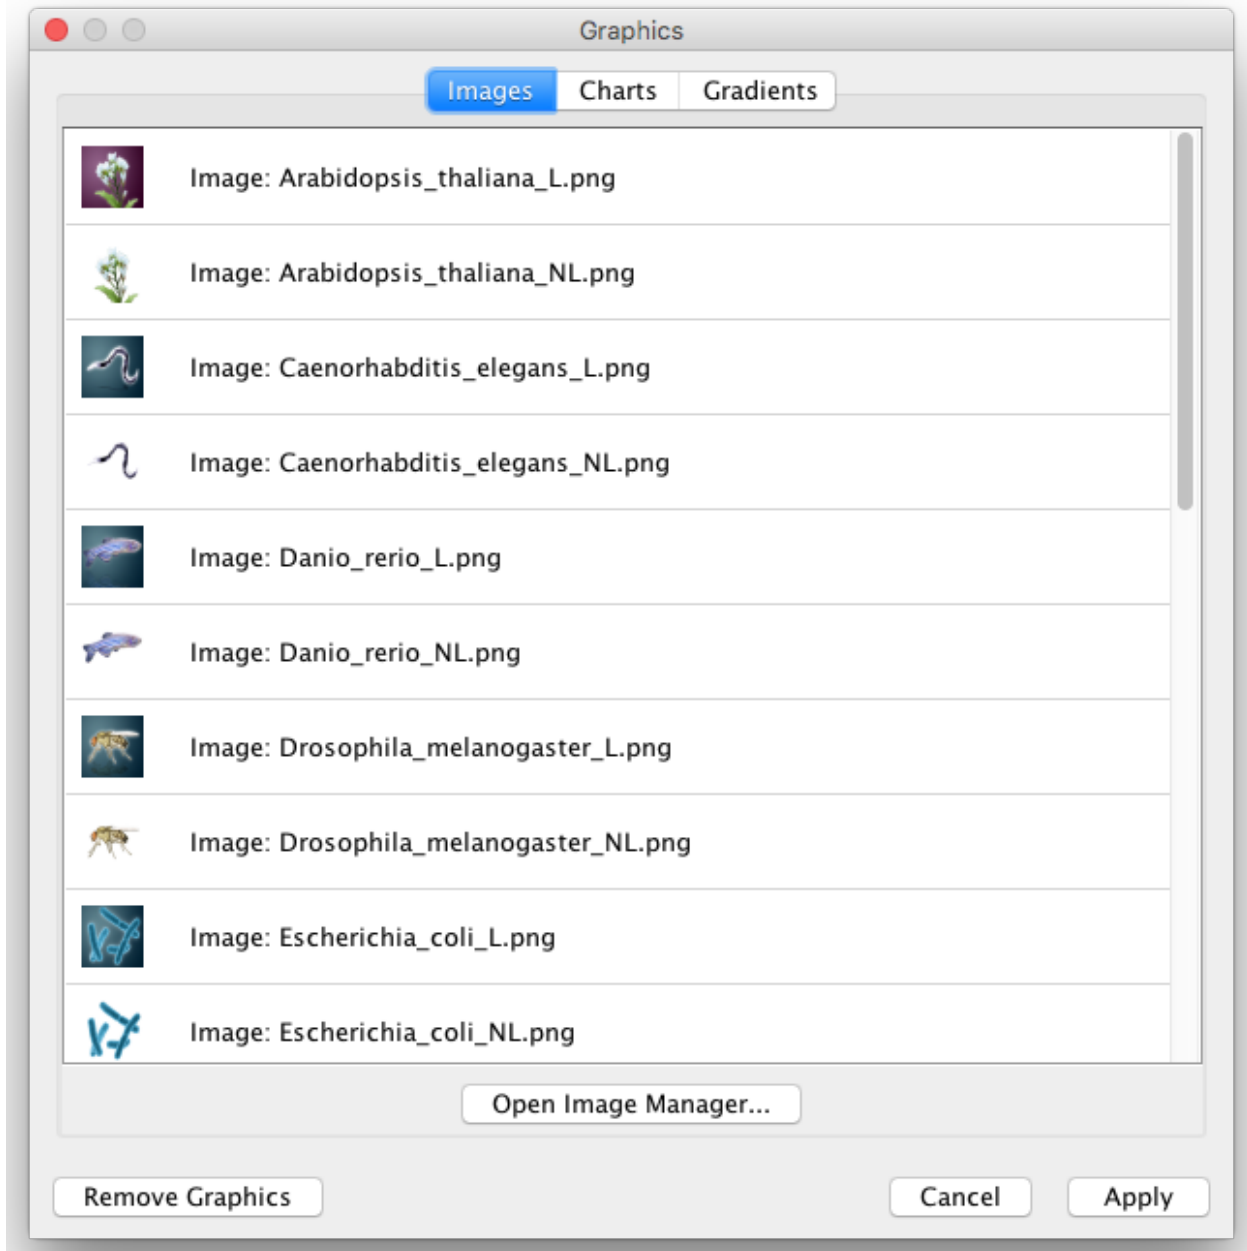 Graphics
Images Charts Gradients
Image: Arabidopsis_thaliana_L.png
Image: Arabidopsis_thaliana_NL.png
Image: Caenorhabditis_elegans_L.png
Image: Caenorhabditis_elegans_NL.png
Image: Danio_rerio_L.png
Image: Danio_rerio_NL.png
Image: Drosophila_melanogaster_L.png
Image: Drosophila_melanogaster_NL.png
Image: Escherichia_coli_L.png
Image: Escherichia_coli_NL.png
Open Image Manager...
Remove Graphics Cancel Apply